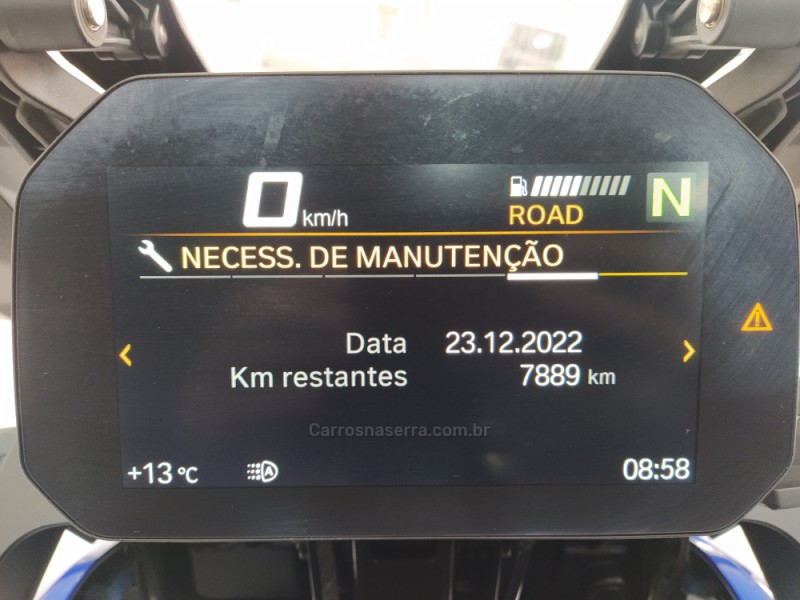 0 km/h
ROAD
N
NECESS. DE MANUTENÇÃO
Data 23.12.2022
Km restantes 7889 km
Carrosnaserra.com.br
+13 °C
A
08:58